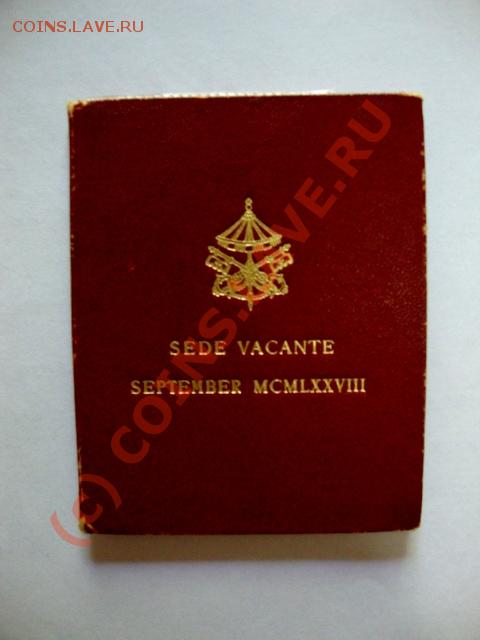 COINS.LAVE.RU
SEDE VACANTE
SEPTEMBER MCMLXXVIII
(c) COINS.LAVE.RU